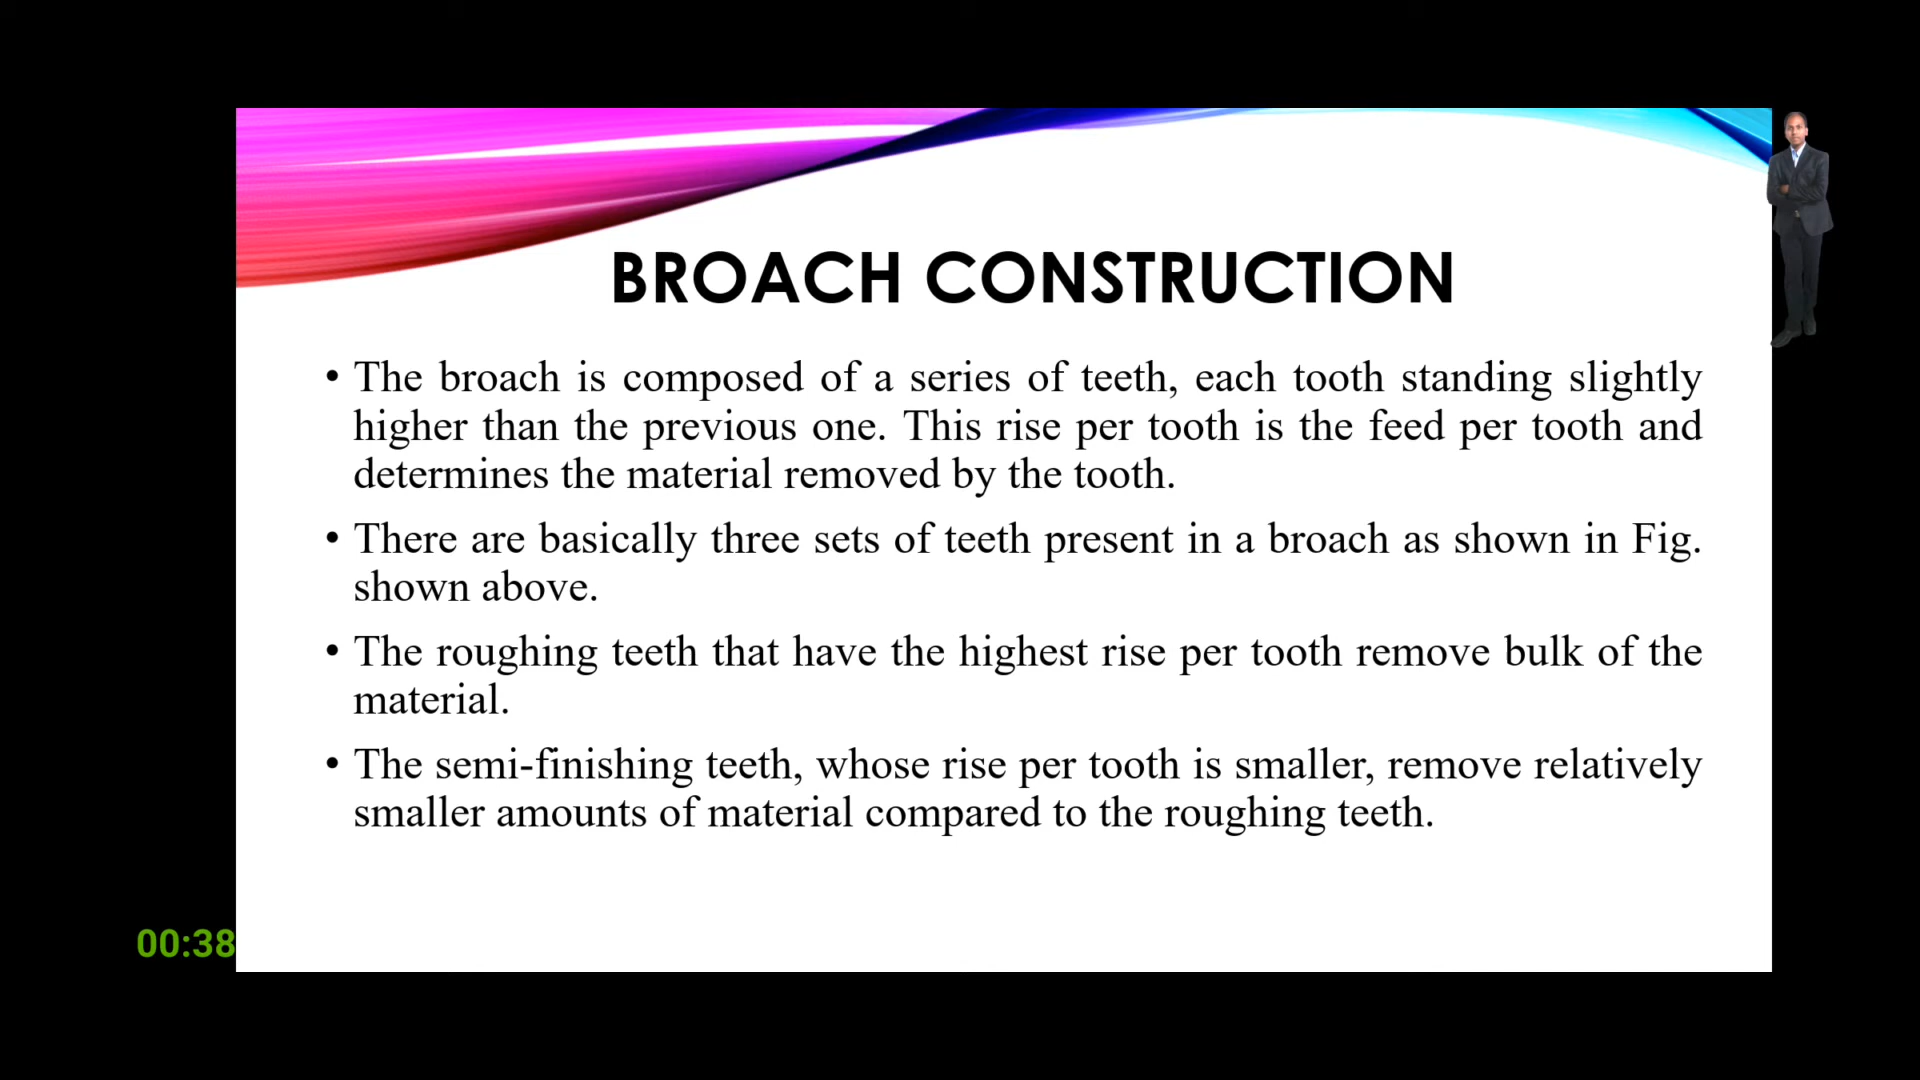 BROACH CONSTRUCTION
• The broach is composed of a series of teeth, each tooth standing slightly
higher than the previous one. This rise per tooth is the feed per tooth and
determines the material removed by the tooth.
• There are basically three sets of teeth present in a broach as shown in Fig.
shown above.
• The roughing teeth that have the highest rise per tooth remove bulk of the
material.
• The semi-finishing teeth, whose rise per tooth is smaller, remove relatively
smaller amounts of material compared to the roughing teeth.
00:38